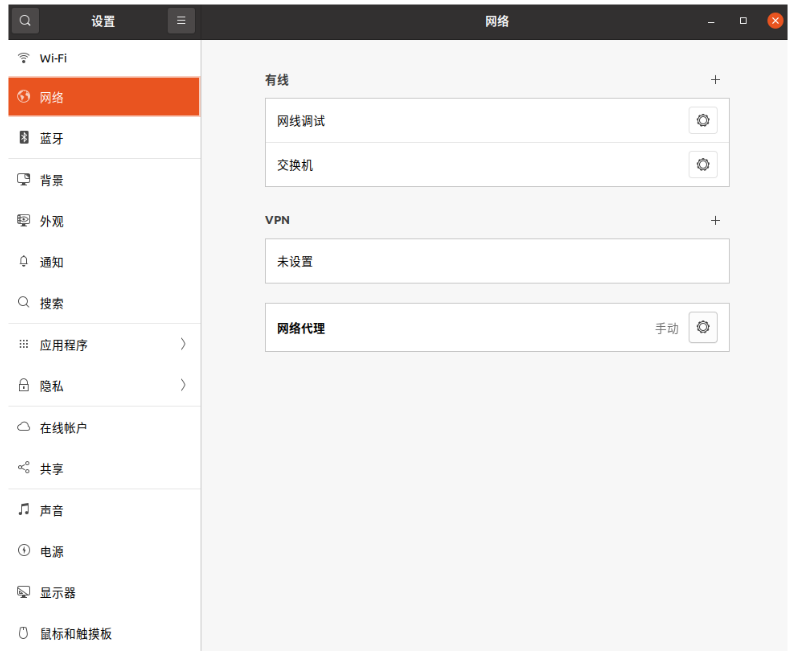 设置
网络
Wi-Fi
网络
蓝牙
背景
外观
通知
搜索
应用程序
隐私
在线帐户
共享
声音
电源
显示器
鼠标和触摸板
有线
网线调试
交换机
VPN
未设置
网络代理 手动